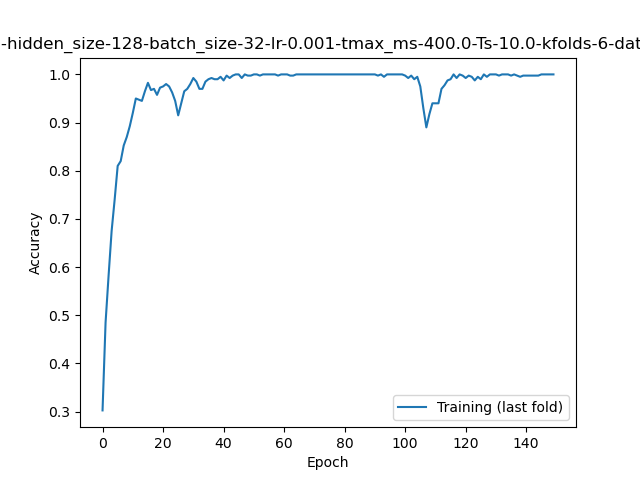 -hidden_size-128-batch_size-32-lr-0.001-tmax_ms-400.0-Ts-10.0-kfolds-6-dat
1.0
0.9
0.8
0.7
0.6
0.5
0.4
0.3
Accuracy
Training (last fold)
0 20 40 60 80 100 120 140
Epoch